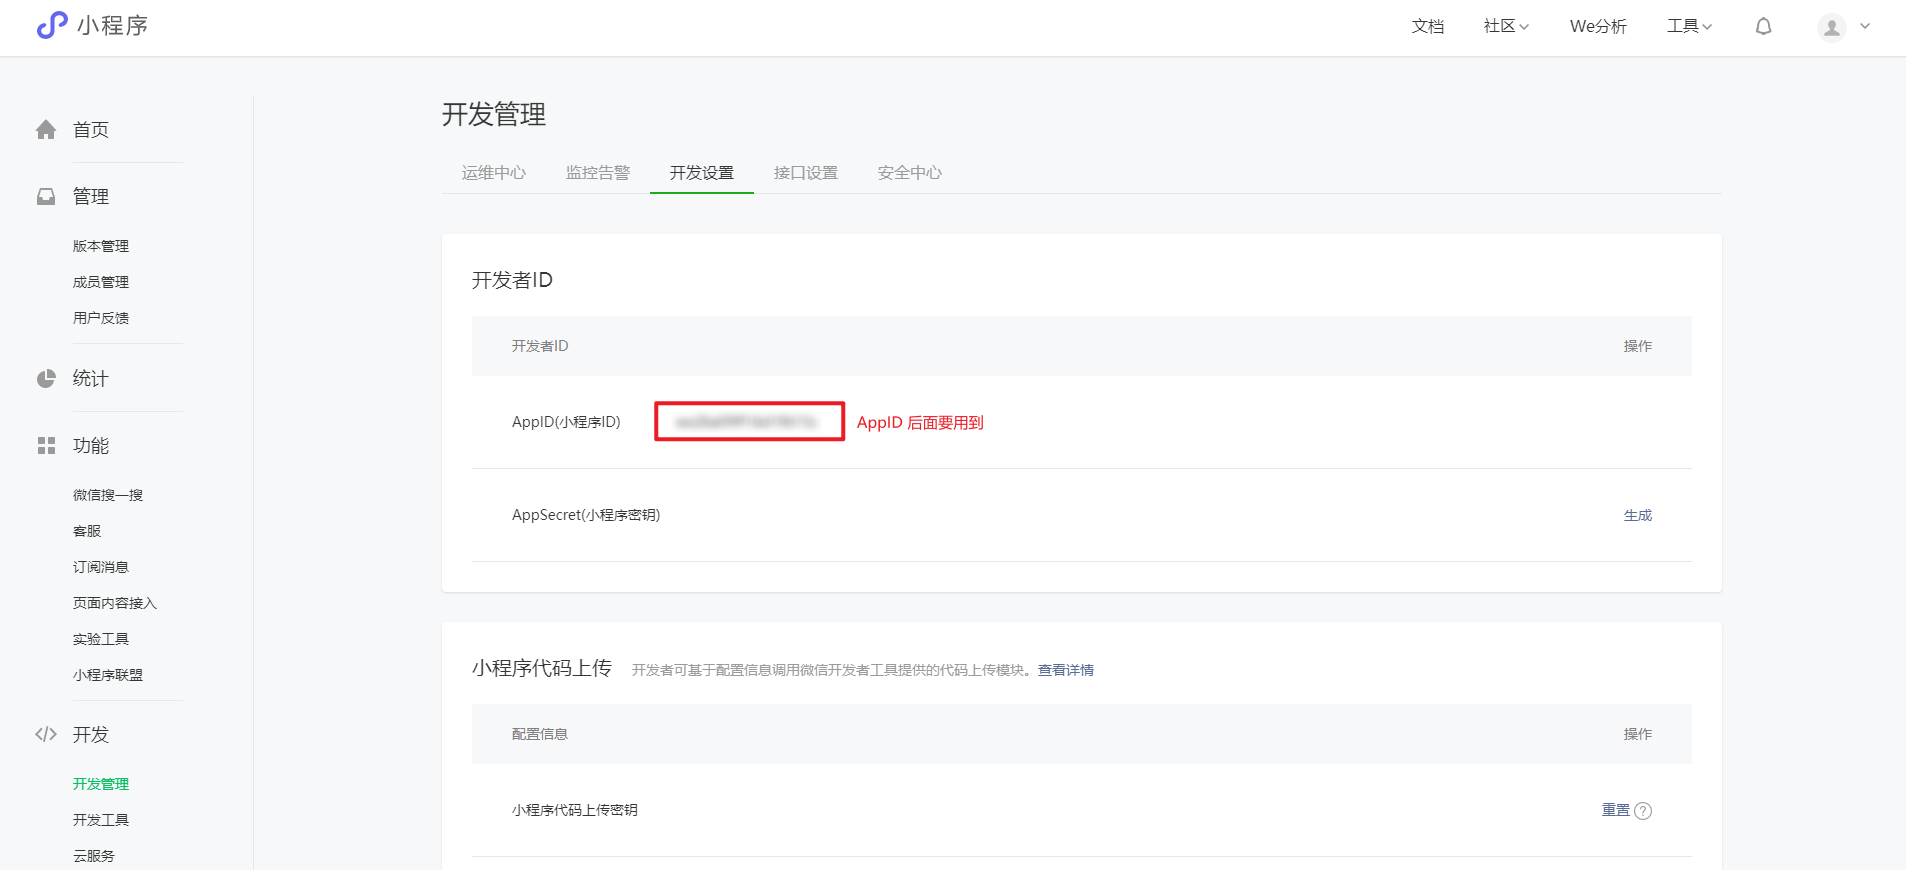 小程序
文档 社区 We分析 工具
首页
管理
版本管理
成员管理
用户反馈
统计
功能
微信搜一搜
客服
订阅消息
页面内容接入
实验工具
小程序联盟
开发
开发管理
开发工具
云服务
开发管理
运维中心 监控告警 开发设置 接口设置 安全中心
开发者ID
开发者ID 操作
AppID(小程序ID) AppID 后面要用到
AppSecret(小程序密钥) 生成
小程序代码上传 开发者可基于配置信息调用微信开发者工具提供的代码上传模块。查看详情
配置信息 操作
小程序代码上传密钥 重置 ?